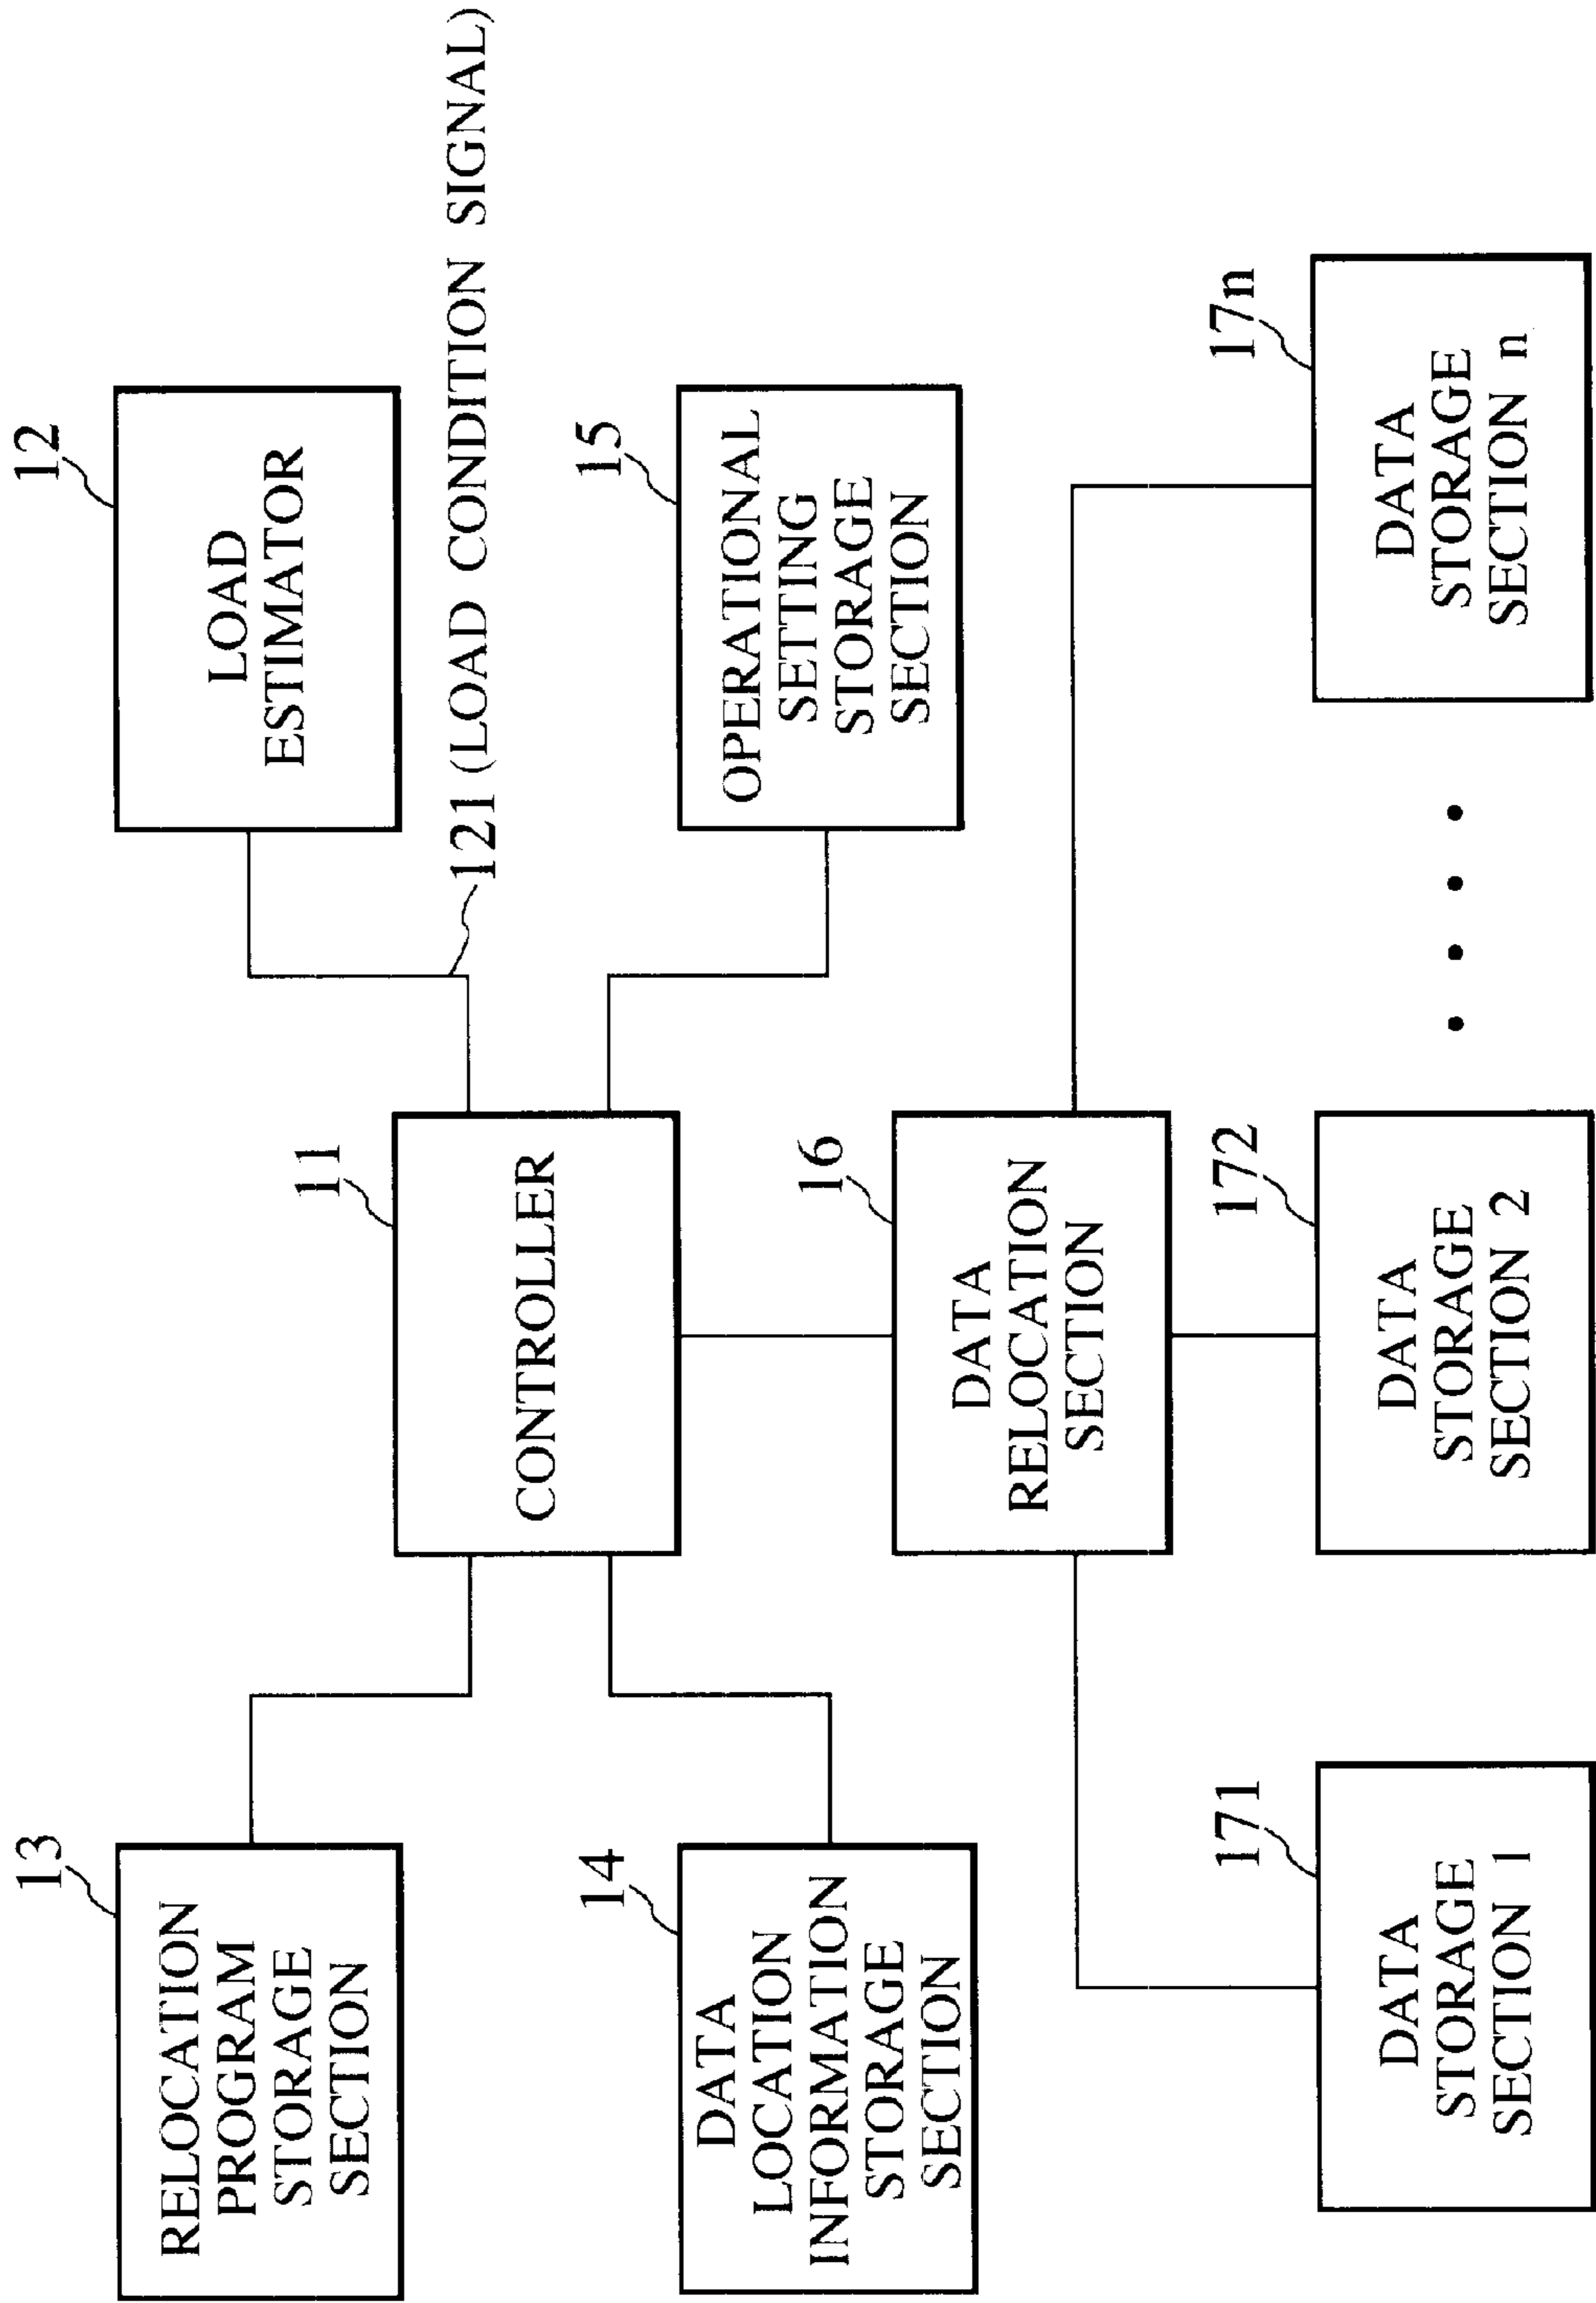 13
RELOCATION
PROGRAM
STORAGE
SECTION
12
LOAD
ESTIMATOR
11
CONTROLLER
121 (LOAD CONDITION SIGNAL)
14
DATA
LOCATION
INFORMATION
STORAGE
SECTION
15
OPERATIONAL
SETTING
STORAGE
SECTION
16
DATA
RELOCATION
SECTION
171
DATA
STORAGE
SECTION 1
172
DATA
STORAGE
SECTION 2
• • • •
17n
DATA
STORAGE
SECTION n